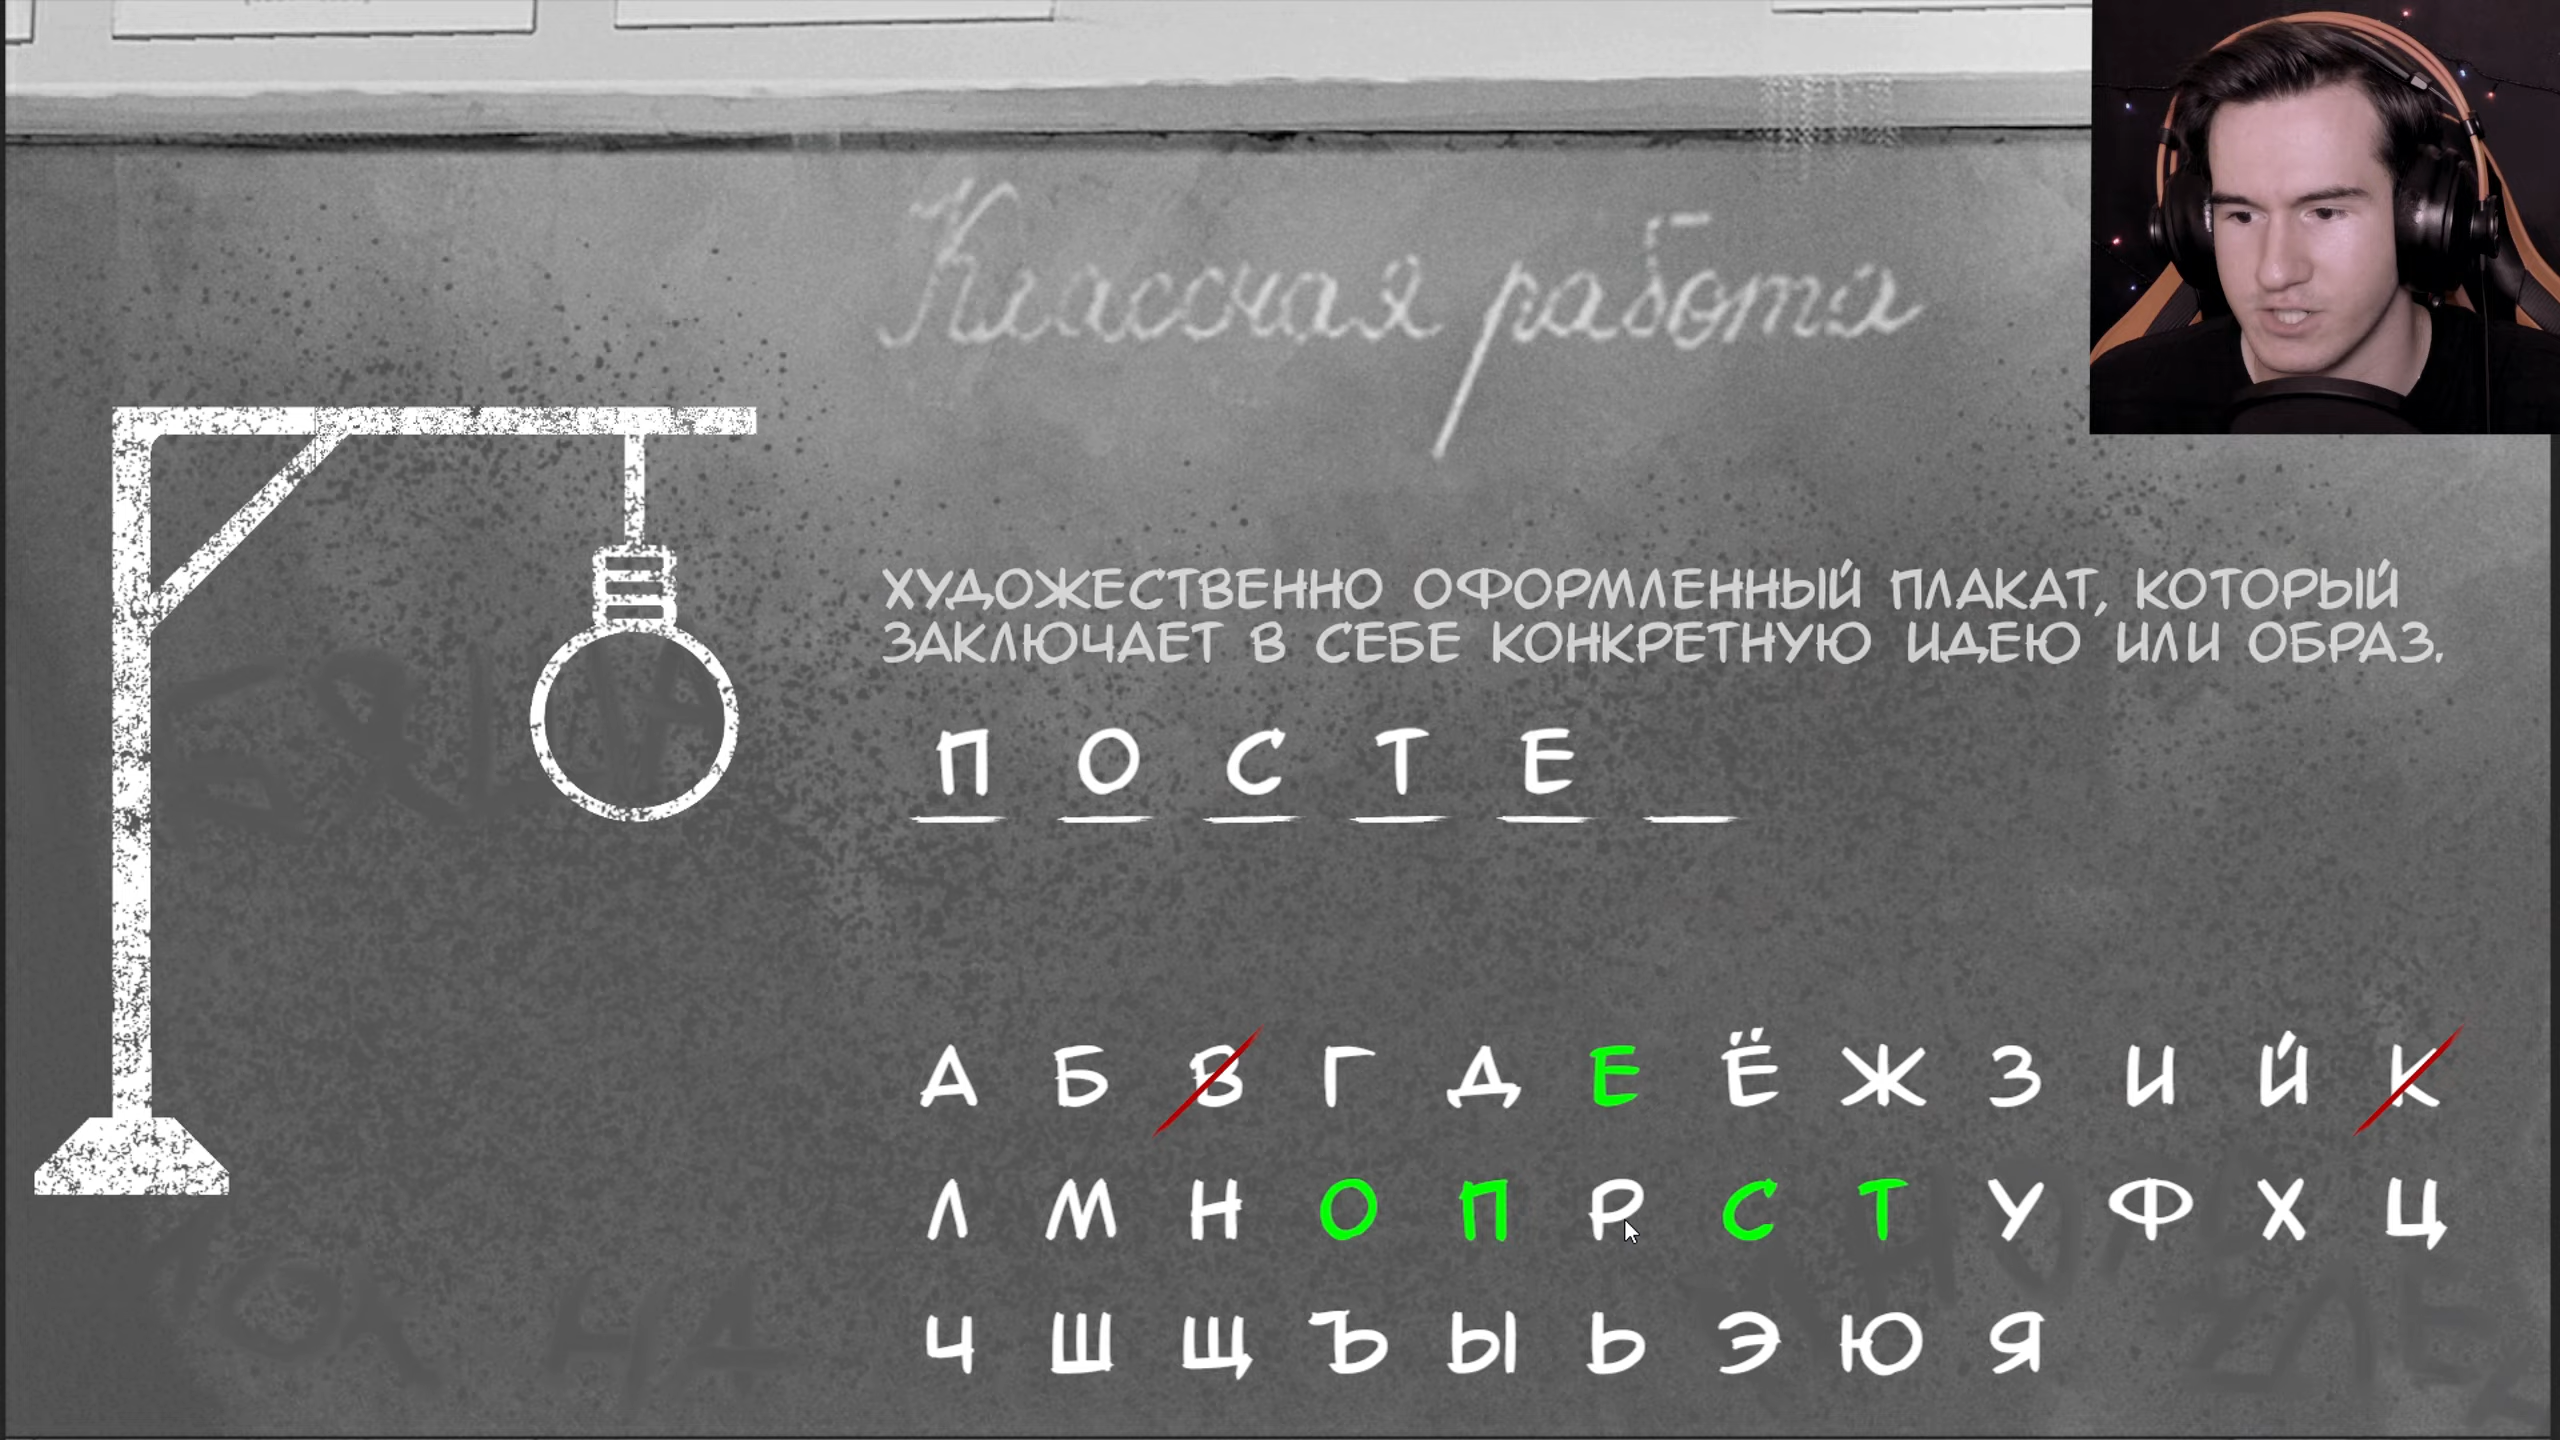 Классная работа
ХУДОЖЕСТВЕННО ОФОРМЛЕННЫЙ ПЛАКАТ, КОТОРЫЙ
ЗАКЛЮЧАЕТ В СЕБЕ КОНКРЕТНУЮ ИДЕЮ ИЛИ ОБРАЗ.
П О С Т Е _
А Б В Г Д Е Ё Ж З И Й К
Л М Н О П Р С Т У Ф Х Ц
Ч Ш Щ Ъ Ы Ь Э Ю Я